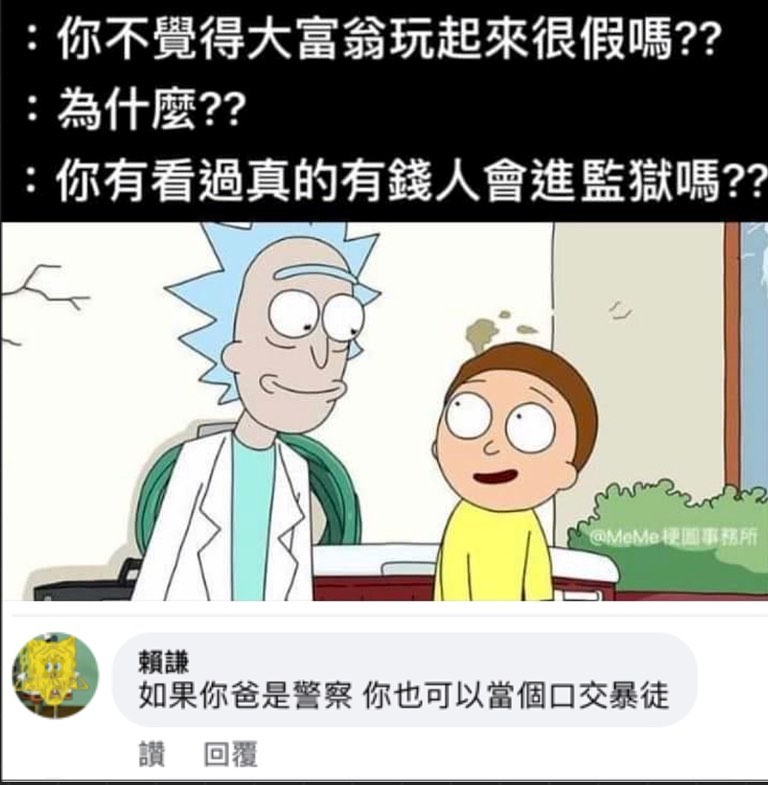 ：你不覺得大富翁玩起來很假嗎??
：為什麼??
：你有看過真的有錢人會進監獄嗎??
@MeMe梗圖事務所
賴謙
如果你爸是警察 你也可以當個口交暴徒
讚 回覆